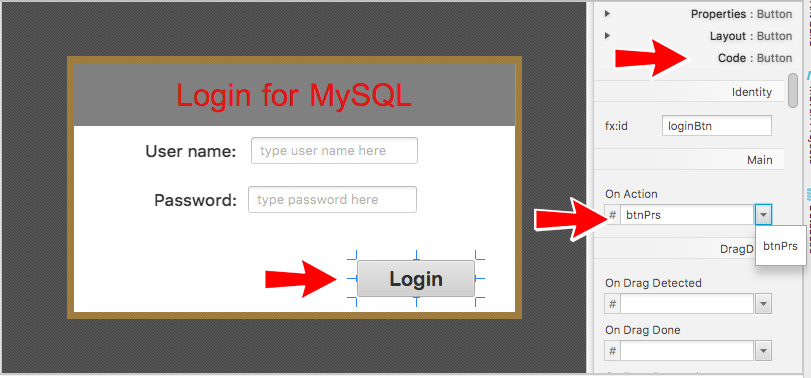 Login for MySQL
User name:
type user name here
Password:
type password here
Login
Properties : Button
Layout : Button
Code : Button
Identity
fx:id
loginBtn
Main
On Action
# btnPrs
btnPrs
DragD
On Drag Detected
#
On Drag Done
#